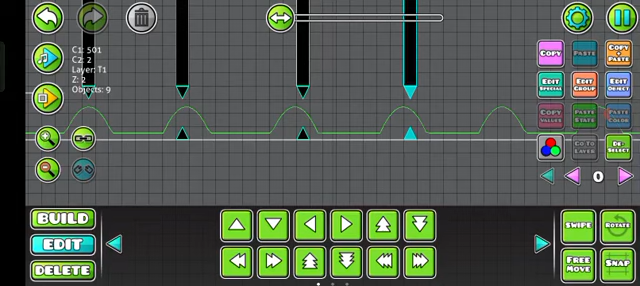 C1: 501
C2: 2
Layer: T1
Z: 2
Objects: 9
COPY
PASTE
COPY
+
PASTE
EDIT
SPECIAL
EDIT
GROUP
EDIT
OBJECT
COPY
VALUES
PASTE
STATE
PASTE
COLOR
GO TO
LAYER
DE-
SELECT
0
BUILD
EDIT
DELETE
SWIPE
ROTATE
FREE
MOVE
SNAP